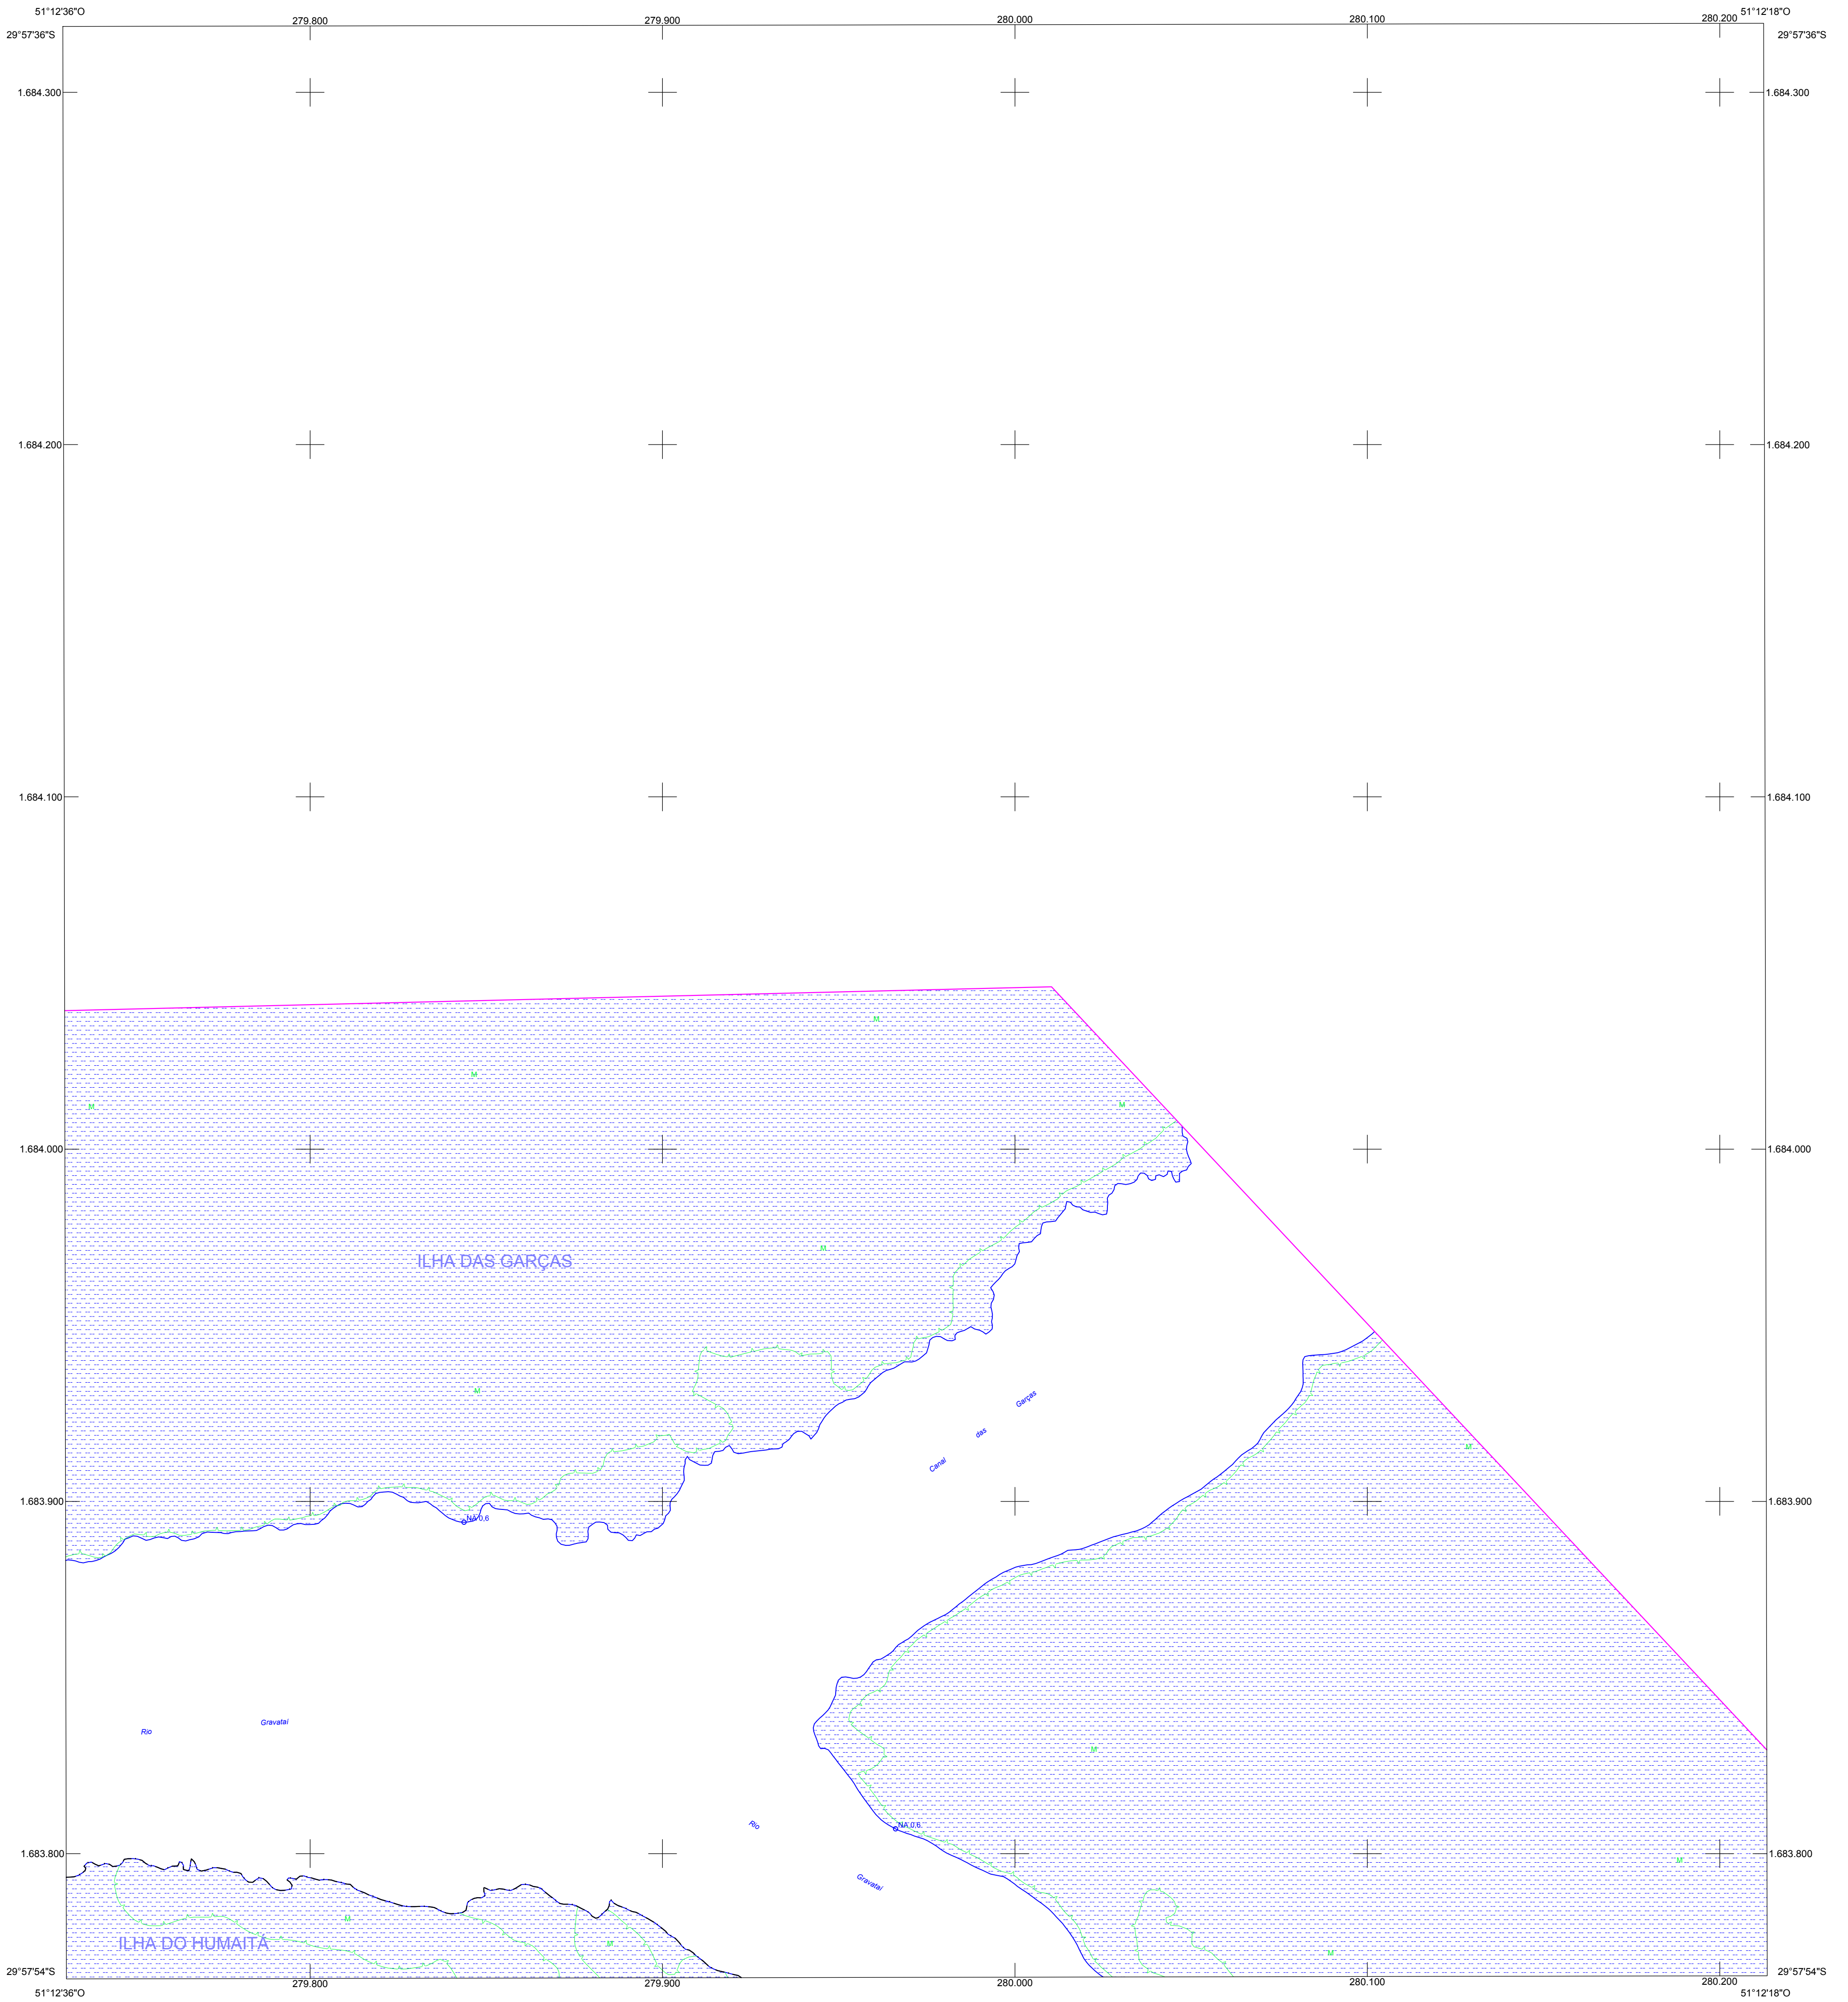 51°12'36"O 279.800 279.900 280.000 280.100 280.200 51°12'18"O
29°57'36"S 29°57'36"S
1.684.300 1.684.300
1.684.200 1.684.200
1.684.100 1.684.100
M
M
M M
1.684.000 1.684.000
M
ILHA DAS GARÇAS
M
Garças
das
Canal
M
1.683.900 1.683.900
NA 0,6
Rio Gravataí
M
Rio
NA 0,6
1.683.800 1.683.800
M
Gravataí
M
M
ILHA DO HUMAITÁ
M
29°57'54"S 29°57'54"S
279.800 279.900 280.000 280.100 280.200
51°12'36"O 51°12'18"O